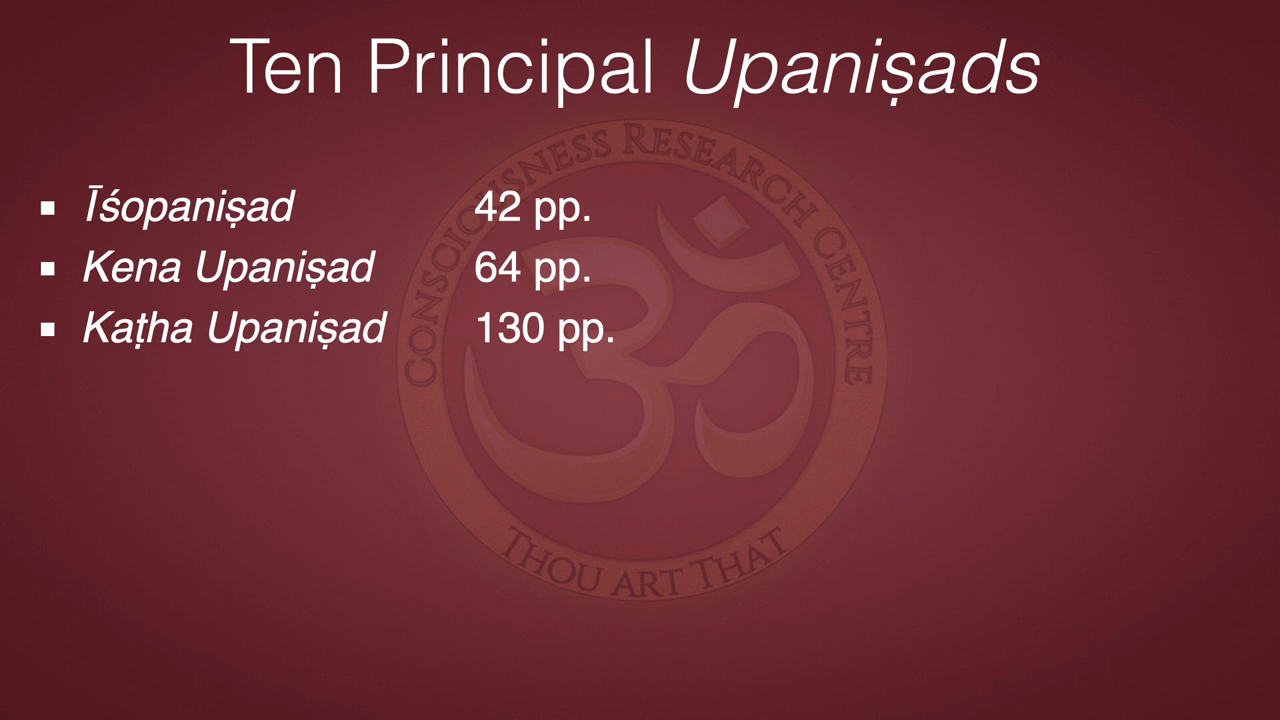 Ten Principal Upaniṣads
▪ Īśopaniṣad 42 pp.
▪ Kena Upaniṣad 64 pp.
▪ Kaṭha Upaniṣad 130 pp.
CONSCIOUSNESS RESEARCH CENTRE
ॐ
THOU ART THAT